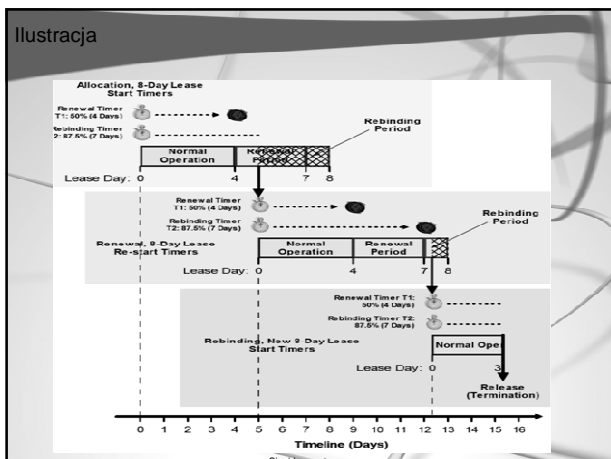 Ilustracja
Allocation, 8-Day Lease
Start Timers
Renewal Timer
T1: 50% (4 Days)
Rebinding Timer
2: 87.5% (7 Days)
Rebinding
Period
Normal
Operation
Renewal
Period
Lease Day: 0 4 7 8
Renewal Timer
T1: 50% (4 Days)
Rebinding Timer
T2: 87.5% (7 Days)
Rebinding
Period
Renewal, 8-Day Lease
Re-start Timers
Normal
Operation
Renewal
Period
Lease Day: 0 4 7 8
Renewal Timer T1:
50% (4 Days)
Rebinding Timer T2:
87.5% (7 Days)
Rebinding, New 8-Day Lease
Start Timers
Normal Oper
Lease Day: 0 3
Release
(Termination)
0 1 2 3 4 5 6 7 8 9 10 11 12 13 14 15 16
Timeline (Days)